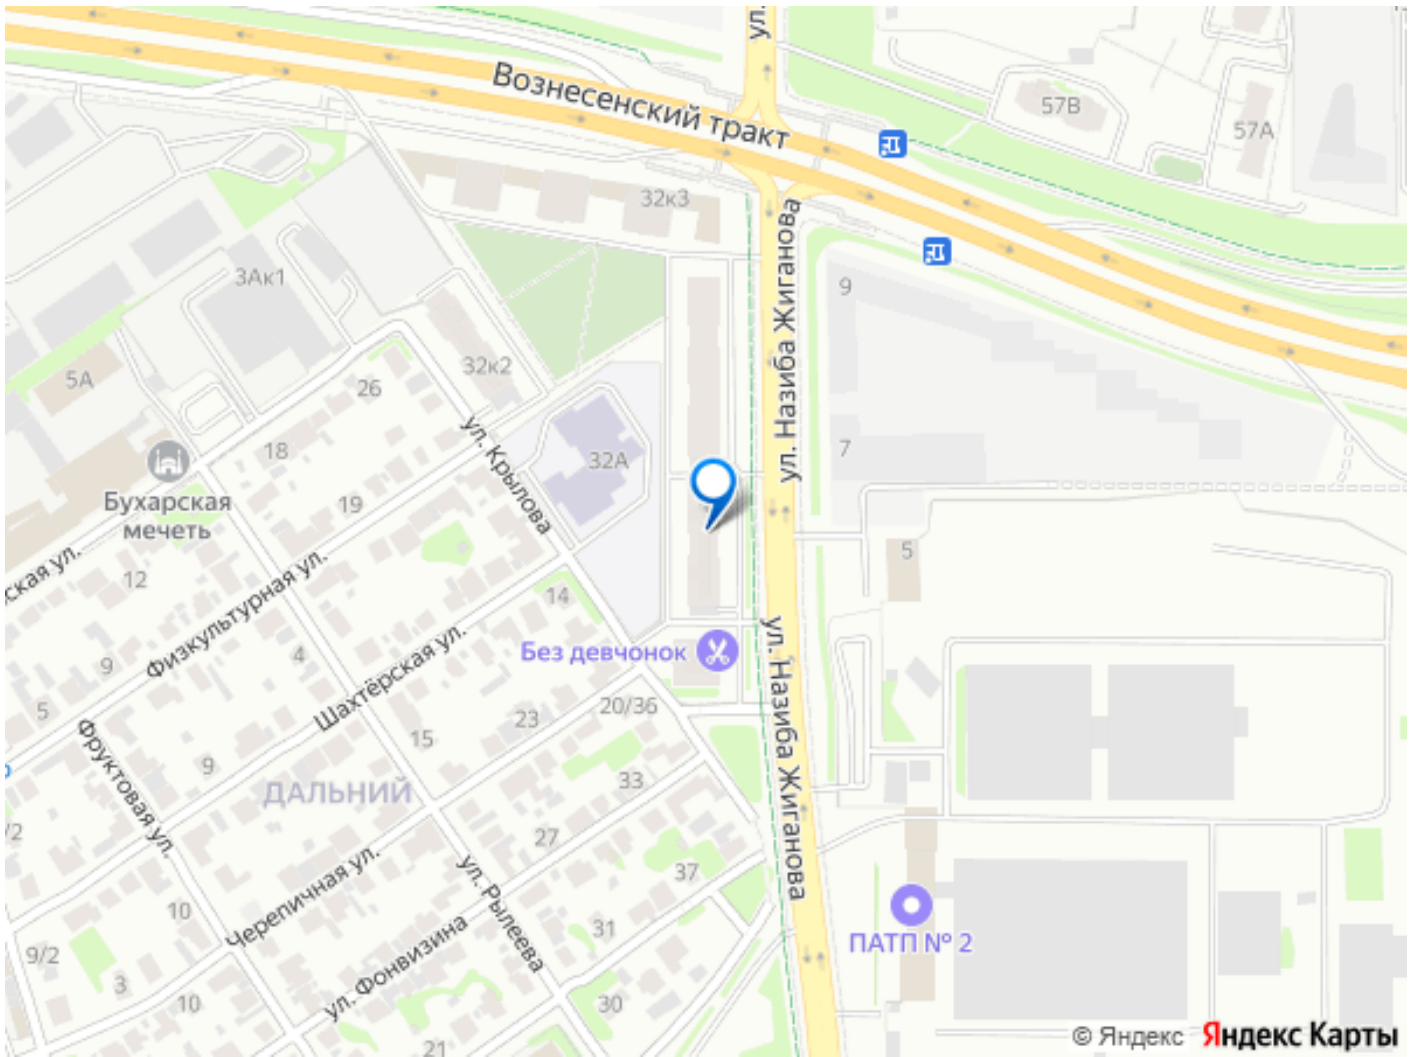 ул.
Вознесенский тракт
57В
57А
32к3
ул. Назиба Жиганова
3Ак1
9
5А
26
32к2
18
ул. Крылова
32А
7
Бухарская
мечеть
19
ская ул.
12
Физкультурная ул.
5
14
Шахтёрская ул.
4
9
Без девчонок
ул. Назиба Жиганова
5
23
20/36
Фруктовая ул.
15
9
ДАЛЬНИЙ
33
/2
27
Черепичная ул.
ул. Рылеева
37
10
31
ПАТП № 2
9/2
ул. Фонвизина
3
10
30
21
© Яндекс Яндекс Карты